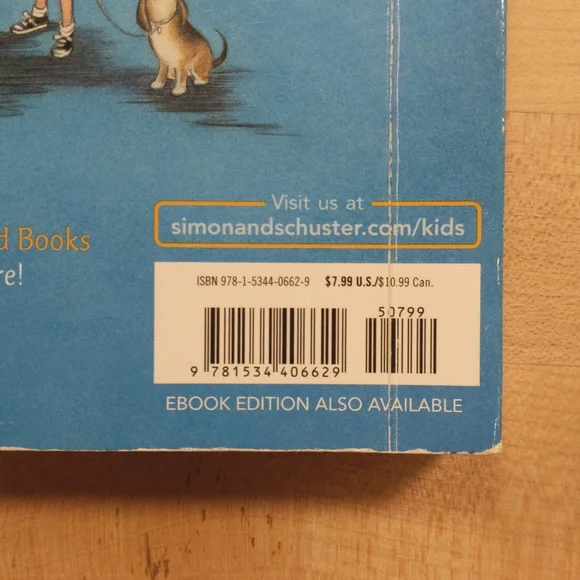 Visit us at
simonandschuster.com/kids
d Books
re!
ISBN 978-1-5344-0662-9 $7.99 U.S./$10.99 Can.
50799
9 781534 406629
EBOOK EDITION ALSO AVAILABLE